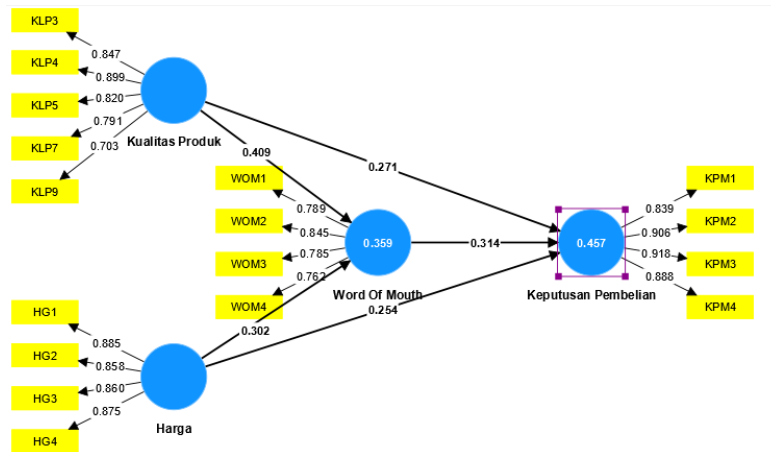 KLP3
KLP4
KLP5
KLP7
KLP9
0.847
0.899
0.820
0.791
0.703
Kualitas Produk
0.409
0.271
WOM1
WOM2
WOM3
WOM4
0.789
0.845
0.785
0.762
0.359
Word Of Mouth
0.314
0.457
Keputusan Pembelian
0.839
0.906
0.918
0.888
KPM1
KPM2
KPM3
KPM4
0.302
0.254
HG1
HG2
HG3
HG4
0.885
0.858
0.860
0.875
Harga